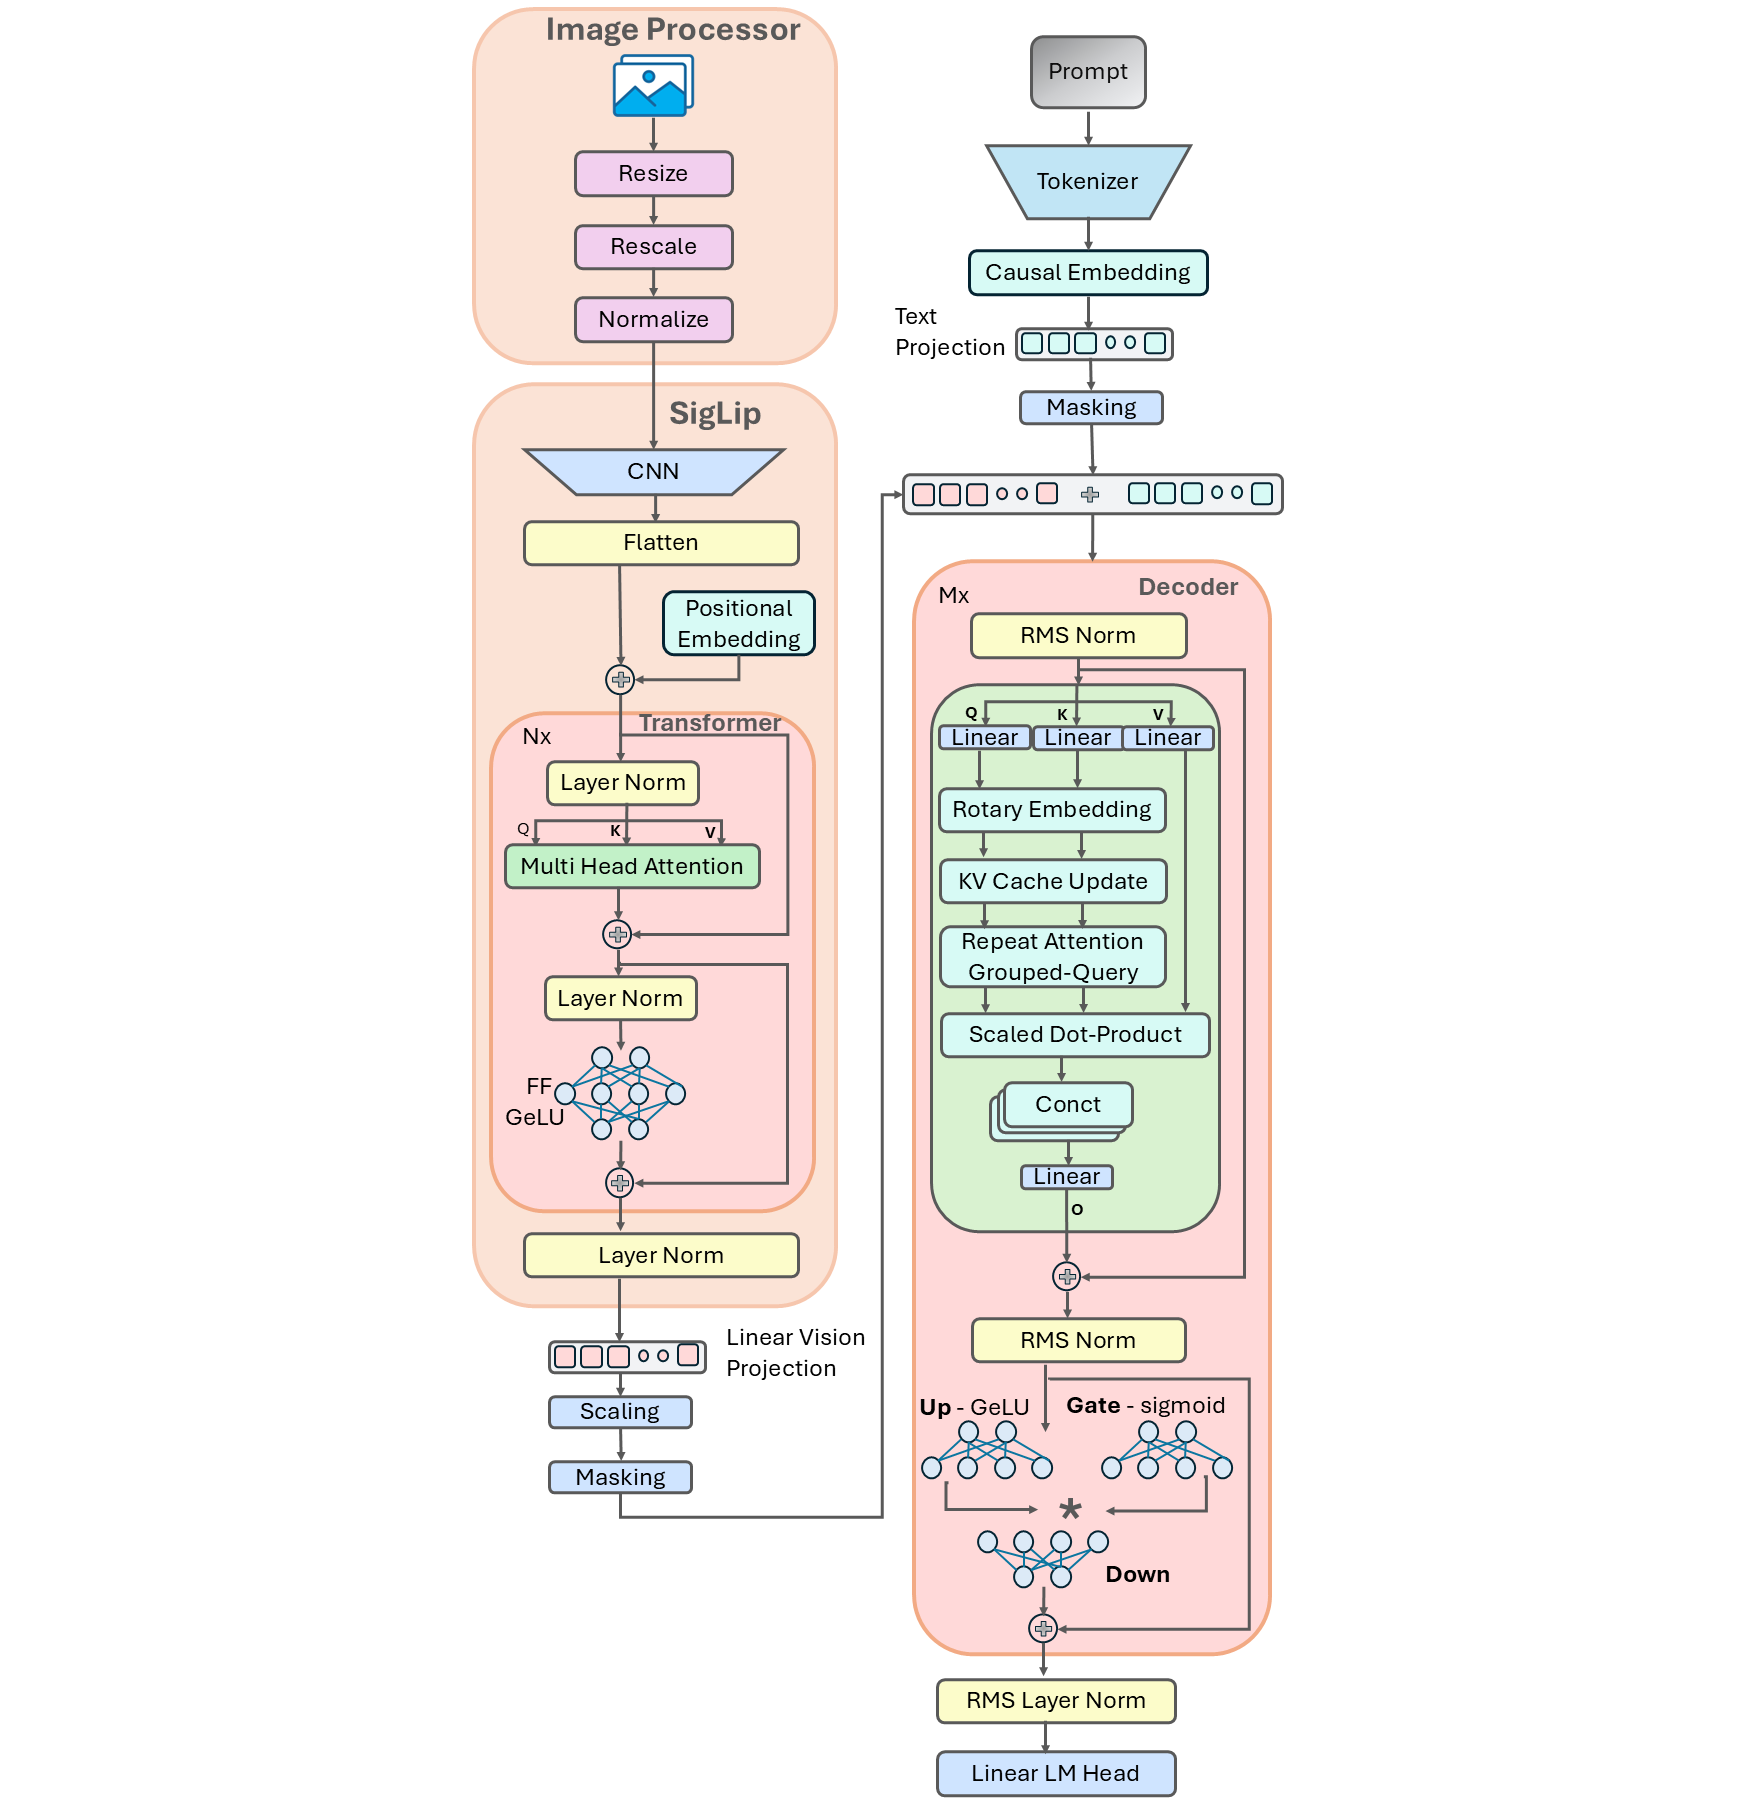 Image Processor
Resize
Rescale
Normalize
SigLip
CNN
Flatten
Positional
Embedding
Transformer
Nx
Layer Norm
Q
K
V
Multi Head Attention
Layer Norm
FF
GeLU
Layer Norm
Linear Vision
Projection
Scaling
Masking
Prompt
Tokenizer
Causal Embedding
Text
Projection
Masking
Decoder
Mx
RMS Norm
Q
K
V
Linear
Linear
Linear
Rotary Embedding
KV Cache Update
Repeat Attention
Grouped-Query
Scaled Dot-Product
Conct
Linear
O
RMS Norm
Up - GeLU
Gate - sigmoid
*
Down
RMS Layer Norm
Linear LM Head